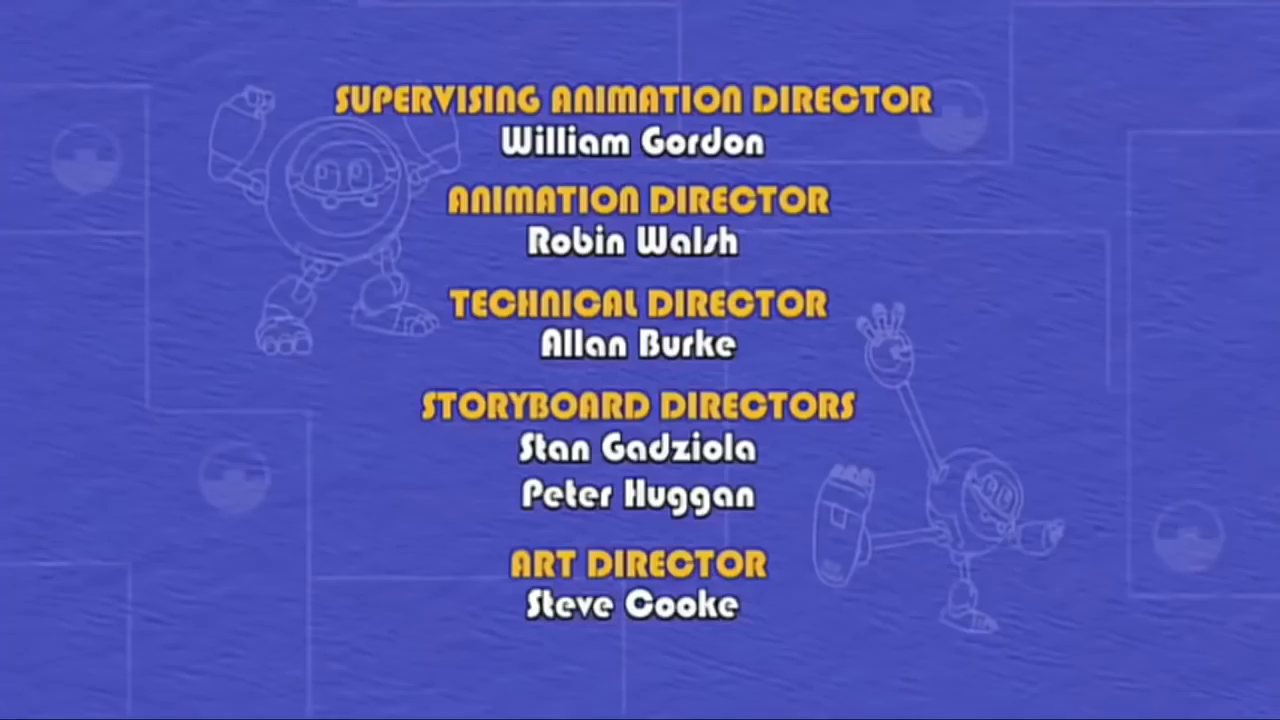 SUPERVISING ANIMATION DIRECTOR
William Gordon
ANIMATION DIRECTOR
Robin Walsh
TECHNICAL DIRECTOR
Allan Burke
STORYBOARD DIRECTORS
Stan Gadziola
Peter Huggan
ART DIRECTOR
Steve Cooke